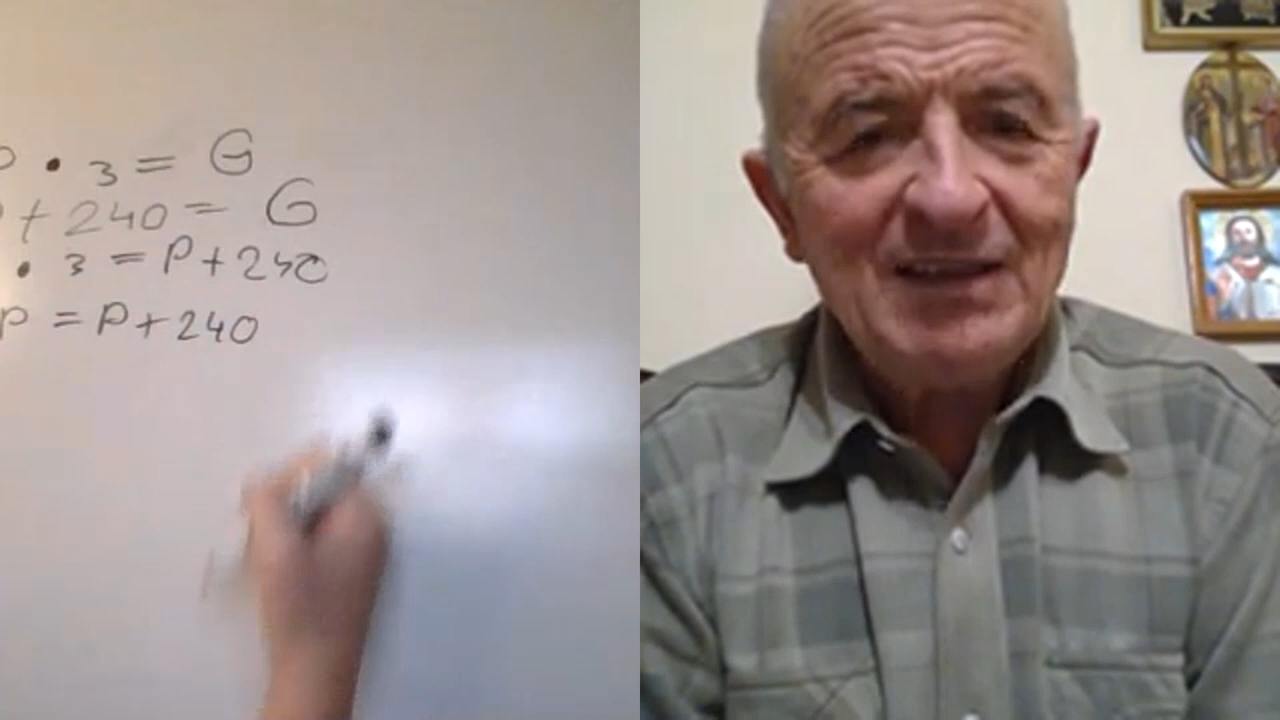 P • 3 = G
+ 240 = G
• 3 = P + 240
P = P + 240